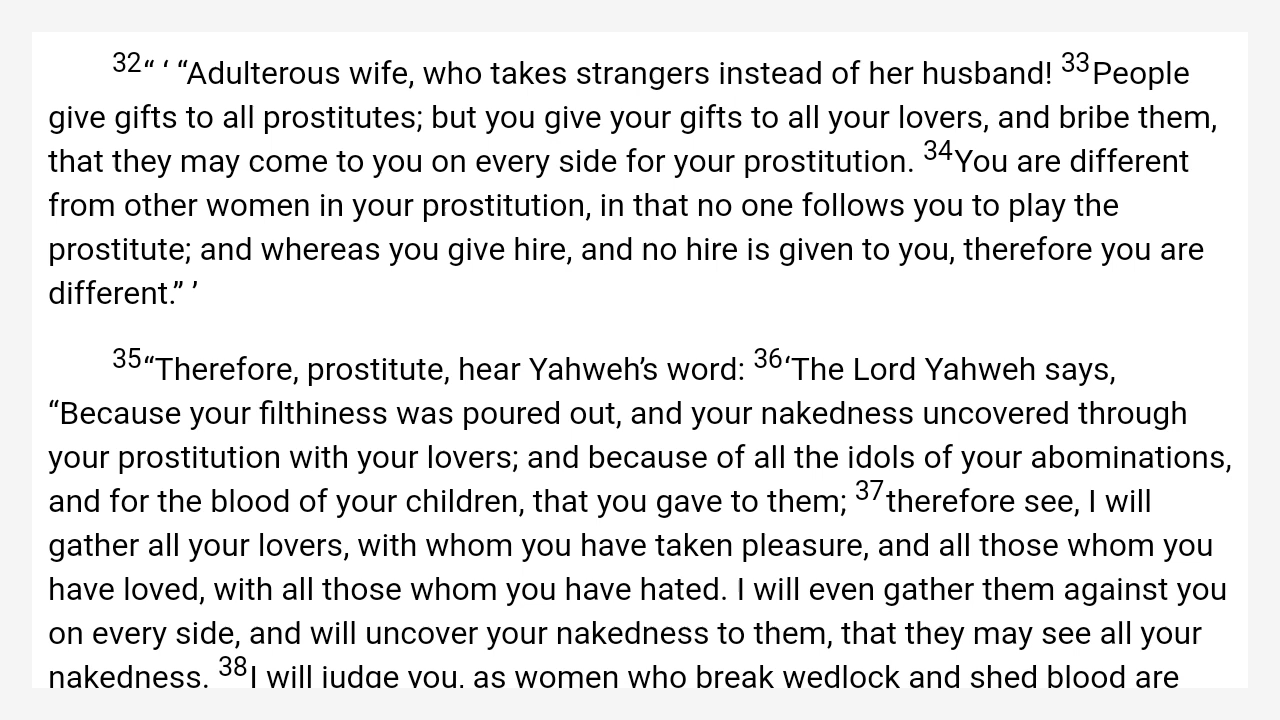 32“ ‘ “Adulterous wife, who takes strangers instead of her husband! 33People
give gifts to all prostitutes; but you give your gifts to all your lovers, and bribe them,
that they may come to you on every side for your prostitution. 34You are different
from other women in your prostitution, in that no one follows you to play the
prostitute; and whereas you give hire, and no hire is given to you, therefore you are
different.” ’
35“Therefore, prostitute, hear Yahweh’s word: 36‘The Lord Yahweh says,
“Because your filthiness was poured out, and your nakedness uncovered through
your prostitution with your lovers; and because of all the idols of your abominations,
and for the blood of your children, that you gave to them; 37therefore see, I will
gather all your lovers, with whom you have taken pleasure, and all those whom you
have loved, with all those whom you have hated. I will even gather them against you
on every side, and will uncover your nakedness to them, that they may see all your
nakedness. 38I will judge you, as women who break wedlock and shed blood are